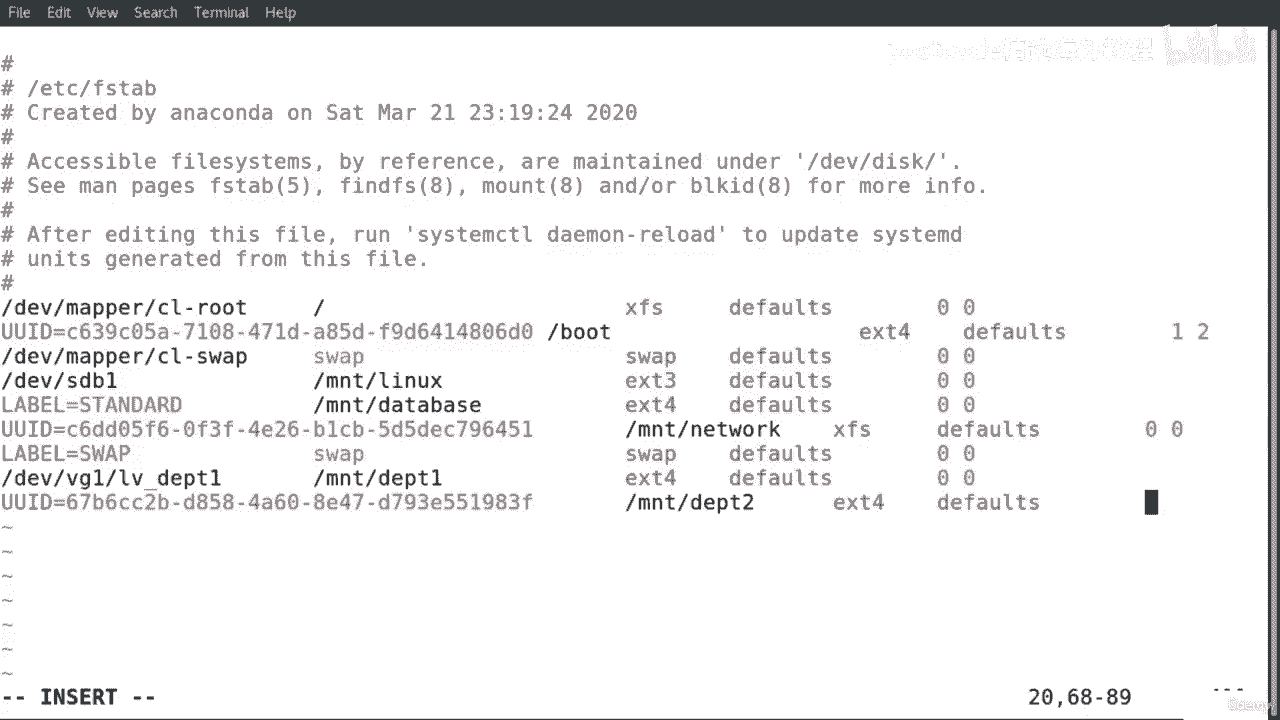 File Edit View Search Terminal Help
#
# /etc/fstab
# Created by anaconda on Sat Mar 21 23:19:24 2020
#
# Accessible filesystems, by reference, are maintained under '/dev/disk/'.
# See man pages fstab(5), findfs(8), mount(8) and/or blkid(8) for more info.
#
# After editing this file, run 'systemctl daemon-reload' to update systemd
# units generated from this file.
#
/dev/mapper/cl-root / xfs defaults 0 0
UUID=c639c05a-7108-471d-a85d-f9d6414806d0 /boot ext4 defaults 1 2
/dev/mapper/cl-swap swap swap defaults 0 0
/dev/sdb1 /mnt/linux ext3 defaults 0 0
LABEL=STANDARD /mnt/database ext4 defaults 0 0
UUID=c6dd05f6-0f3f-4e26-b1cb-5d5dec796451 /mnt/network xfs defaults 0 0
LABEL=SWAP swap swap defaults 0 0
/dev/vg1/lv_dept1 /mnt/dept1 ext4 defaults 0 0
UUID=67b6cc2b-d858-4a60-8e47-d793e551983f /mnt/dept2 ext4 defaults
~
~
~
~
~
~
~
-- INSERT -- 20,68-89